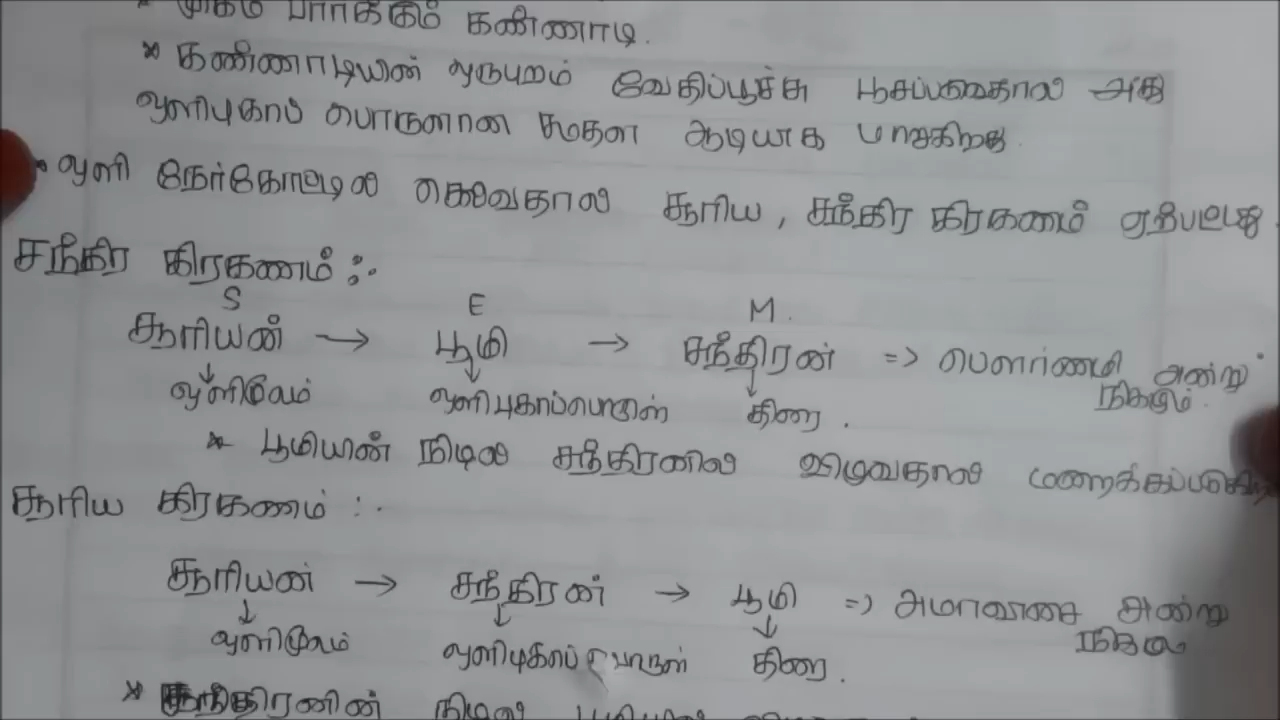 * முகம் பார்க்கும் கண்ணாடி.
* கண்ணாடியின் ஒருபுறம் வேதிப்பூச்சு பூசப்படுவதால் அது
ஒளிபுகாப் பொருளான சமதள ஆடியாக மாறுகிறது.
* ஒளி நேர்கோட்டில் செல்வதால் சூரிய, சந்திர கிரகணம் ஏற்பட்டது
சந்திர கிரகணம் :-
S E M.
சூரியன் → பூமி → சந்திரன் => பௌர்ணமி அன்று
நிகழும்.
↓ ↓ ↓
ஒளிமூலம் ஒளிபுகாப்பொருள் திரை.
* பூமியின் நிழல் சந்திரனில் விழுவதால் மறைக்கப்படுகிறது
சூரிய கிரகணம் :-
சூரியன் → சந்திரன் → பூமி => அமாவாசை அன்று
நிகழும்
↓ ↓ ↓
ஒளிமூலம் ஒளிபுகாப் பொருள் திரை.
* சந்திரனின் நிழல் பூமியில்